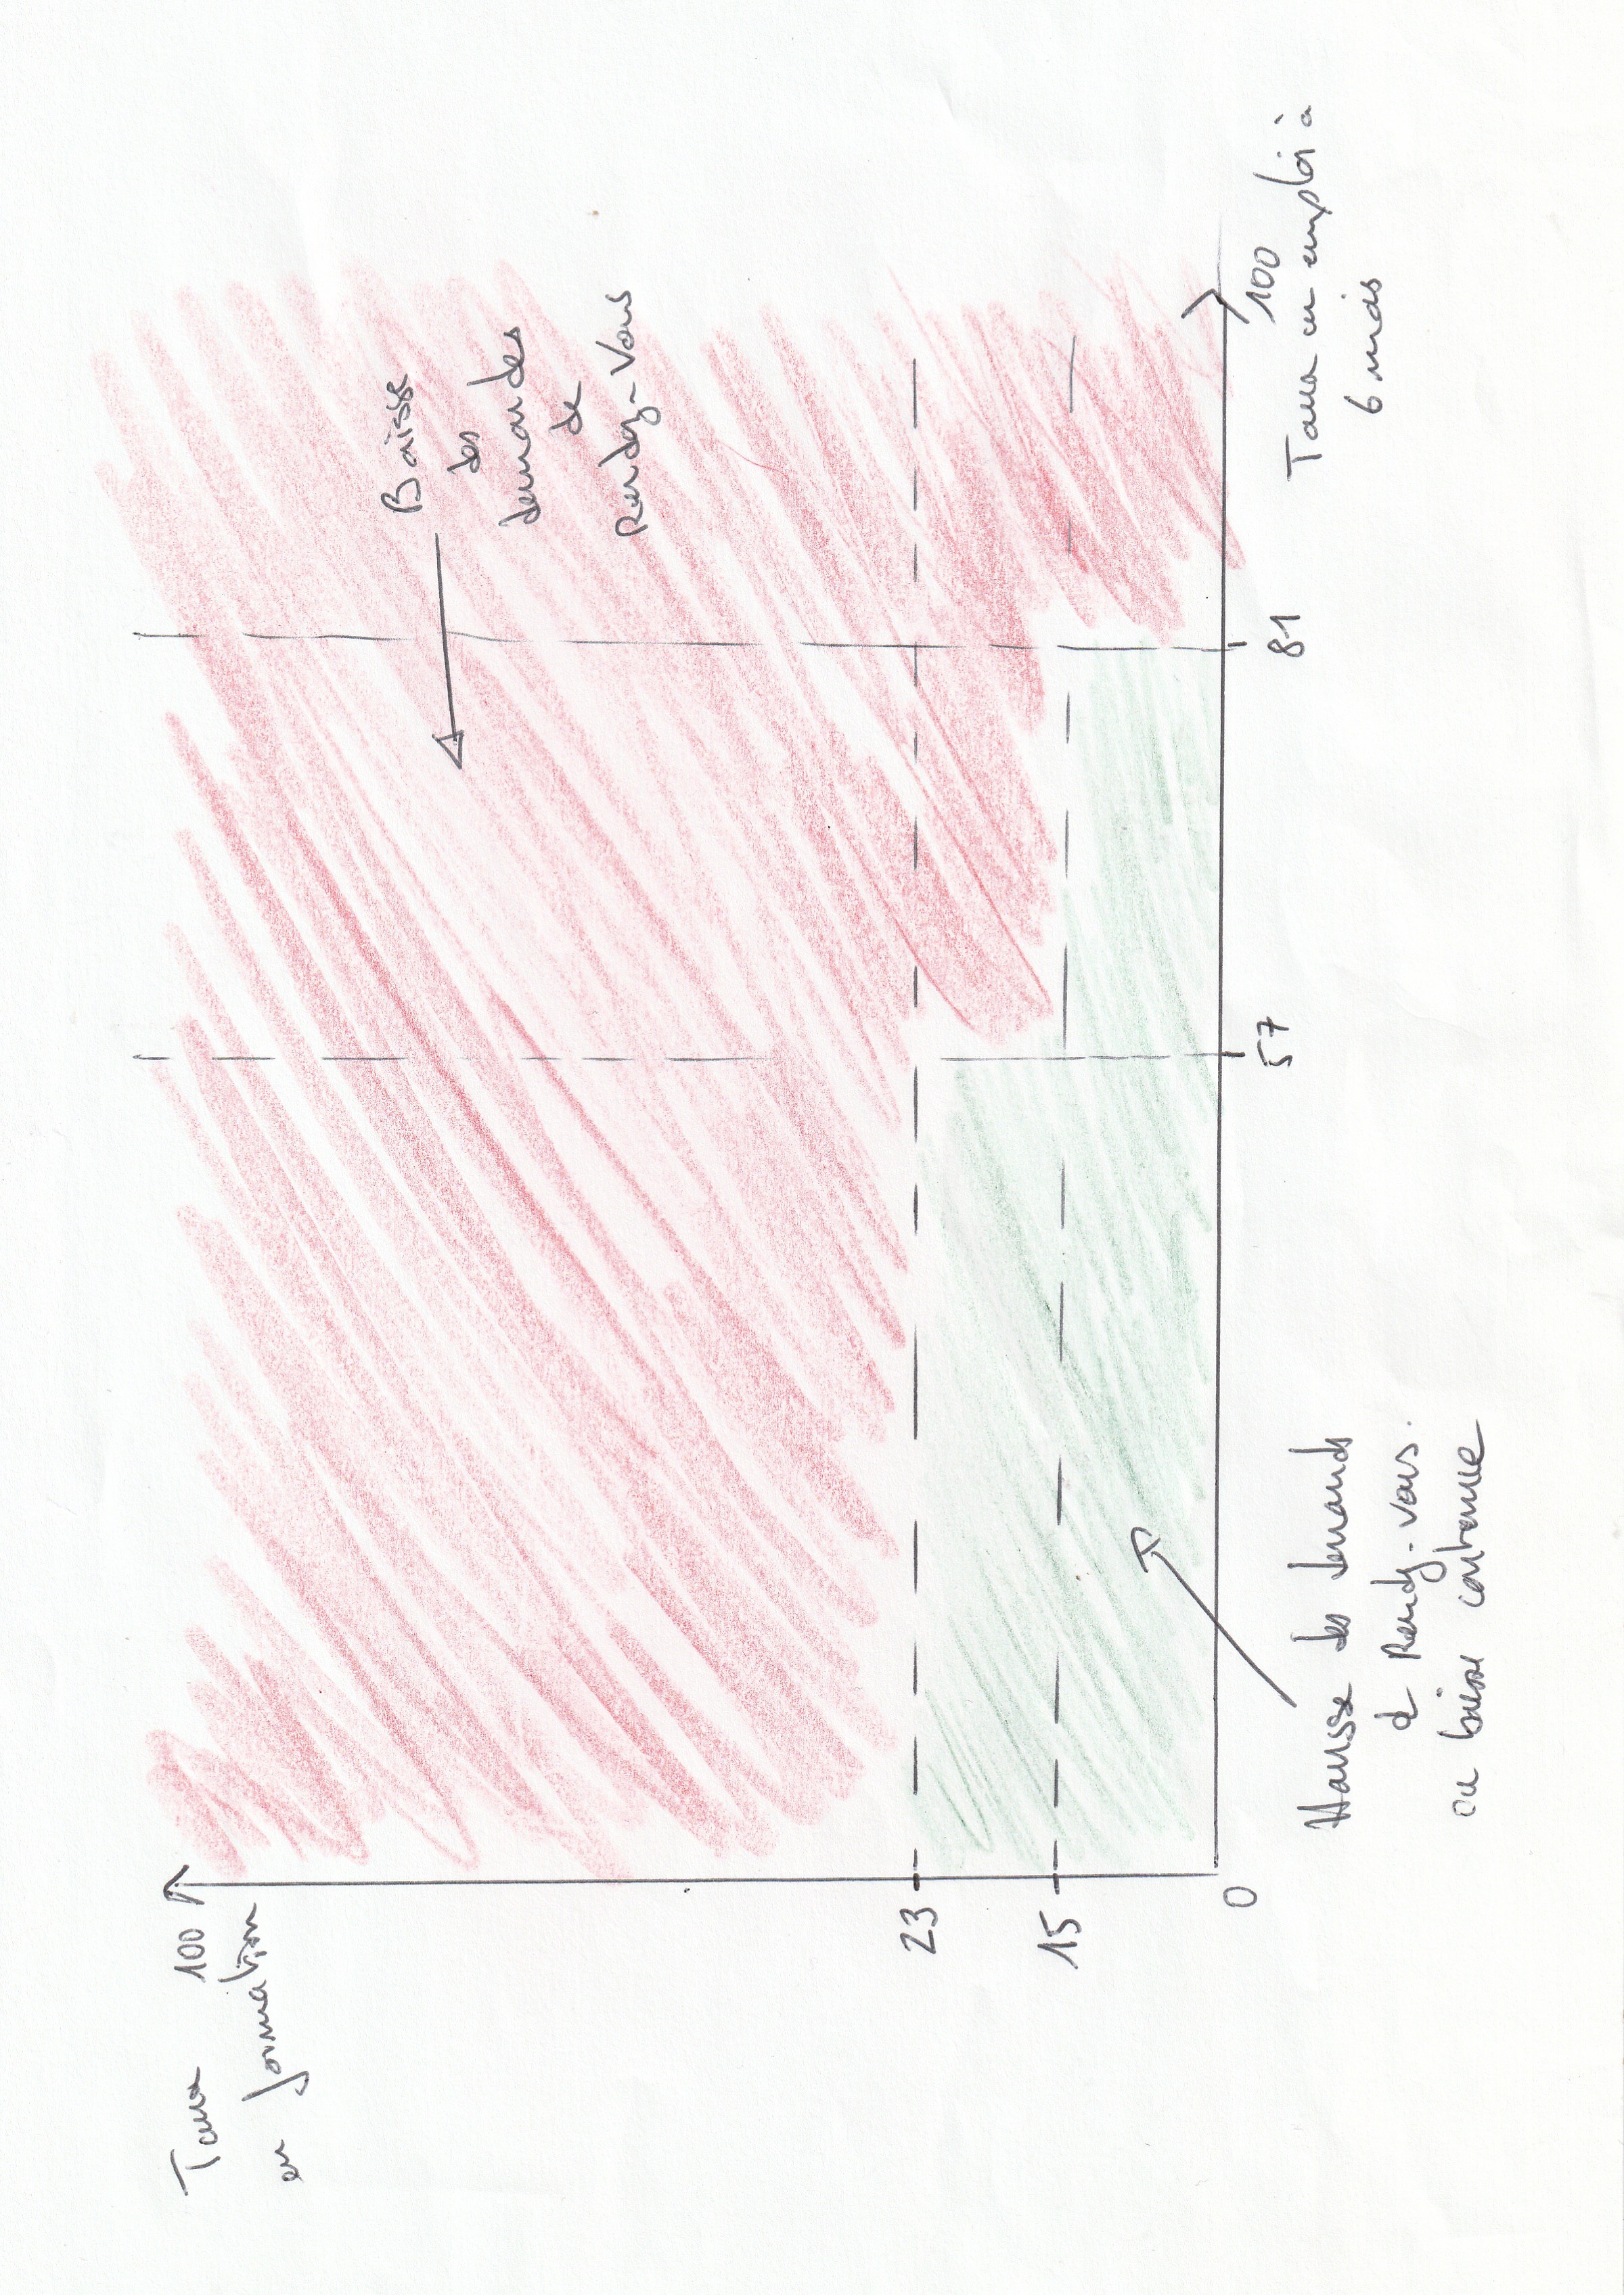 Taux 100
en formation
Baisse
des
demandes
de
Rendez-Vous
23
15
0
57
81
100
Taux en emploi à
6 mois
Hausse des demands
de Rendz-vous.
ou baisse contenue